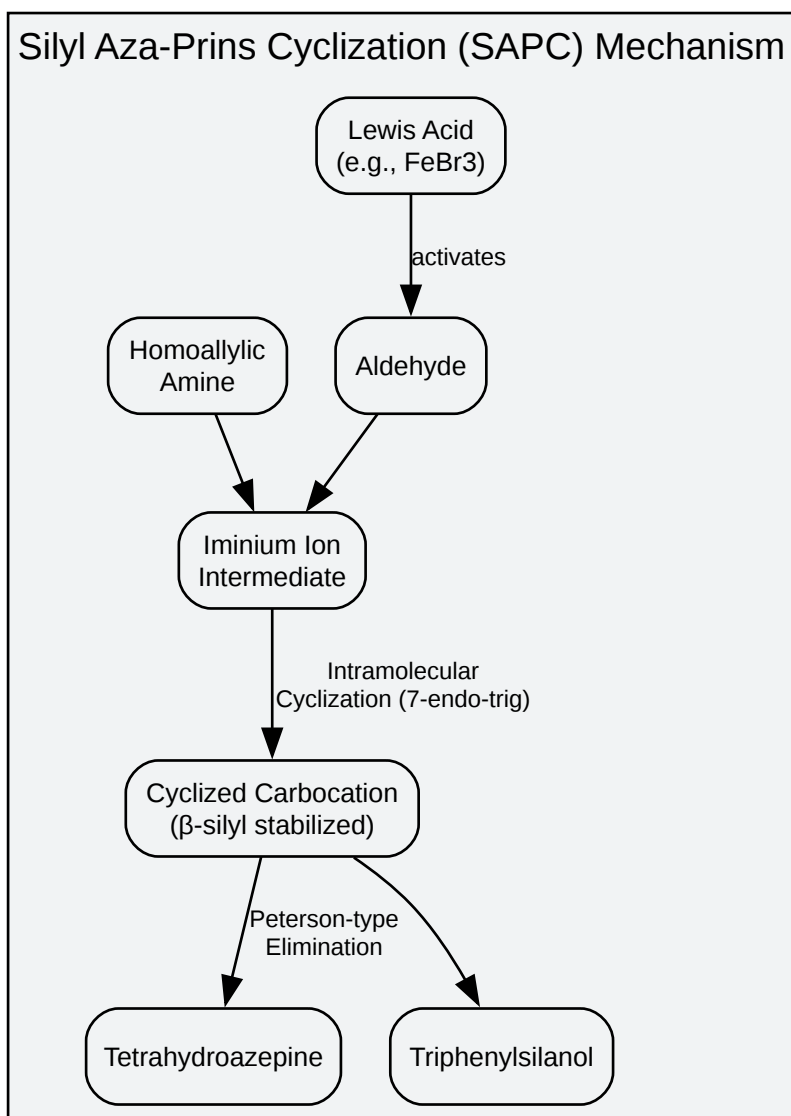 Silyl Aza-Prins Cyclization (SAPC) Mechanism
Lewis Acid
(e.g., FeBr3)
activates
Homoallylic
Amine
Aldehyde
Iminium Ion
Intermediate
Intramolecular
Cyclization (7-endo-trig)
Cyclized Carbocation
(β-silyl stabilized)
Peterson-type
Elimination
Tetrahydroazepine
Triphenylsilanol